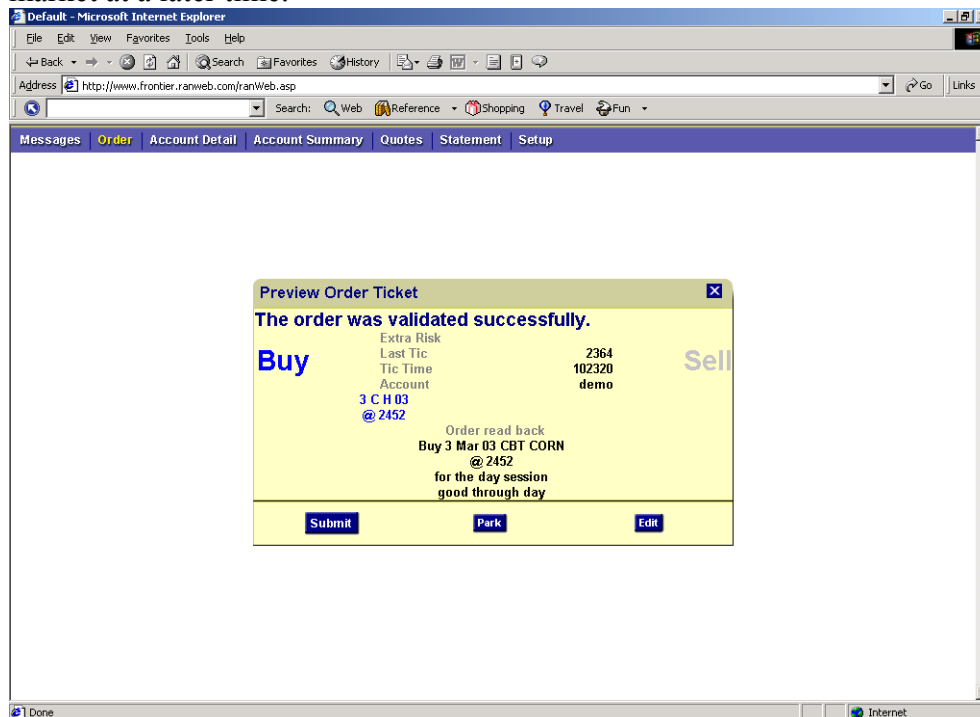 market at a later time.
Default - Microsoft Internet Explorer
File Edit View Favorites Tools Help
Back Search Favorites History
Address http://www.frontier.ranweb.com/ranWeb.asp Go Links
Search: Web Reference Shopping Travel Fun
Messages Order Account Detail Account Summary Quotes Statement Setup
Preview Order Ticket
The order was validated successfully.
Extra Risk
Buy Last Tic 2364 Sell
Tic Time 102320
Account demo
3 C H 03
@ 2452
Order read back
Buy 3 Mar 03 CBT CORN
@ 2452
for the day session
good through day
Submit Park Edit
Done Internet